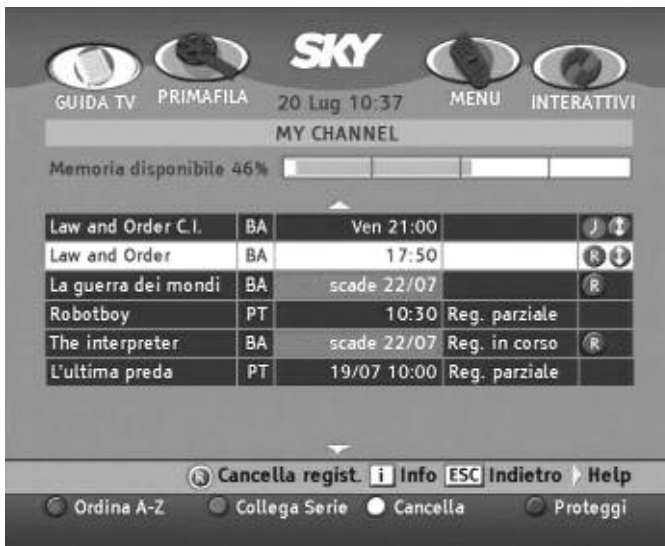 SKY
GUIDA TV PRIMAFILA 20 Lug 10:37 MENU INTERATTIVI
MY CHANNEL
Memoria disponibile 46%
Law and Order C.I. BA Ven 21:00 J
Law and Order BA 17:50 R
La guerra dei mondi BA scade 22/07 R
Robotboy PT 10:30 Reg. parziale
The interpreter BA scade 22/07 Reg. in corso R
L'ultima preda PT 19/07 10:00 Reg. parziale
R Cancella regist. i Info ESC Indietro Help
Ordina A-Z Collega Serie Cancella Proteggi